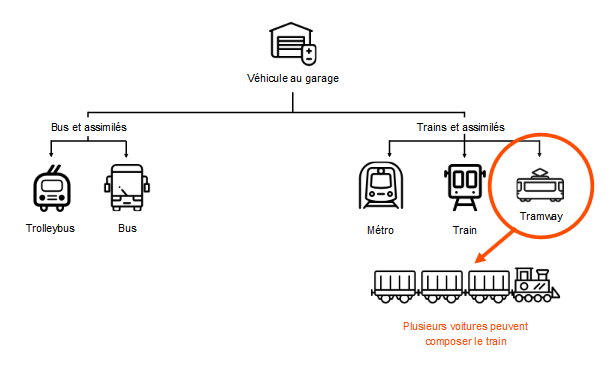 Véhicule au garage
Bus et assimilés
Trains et assimilés
Trolleybus
Bus
Métro
Train
Tramway
Plusieurs voitures peuvent
composer le train